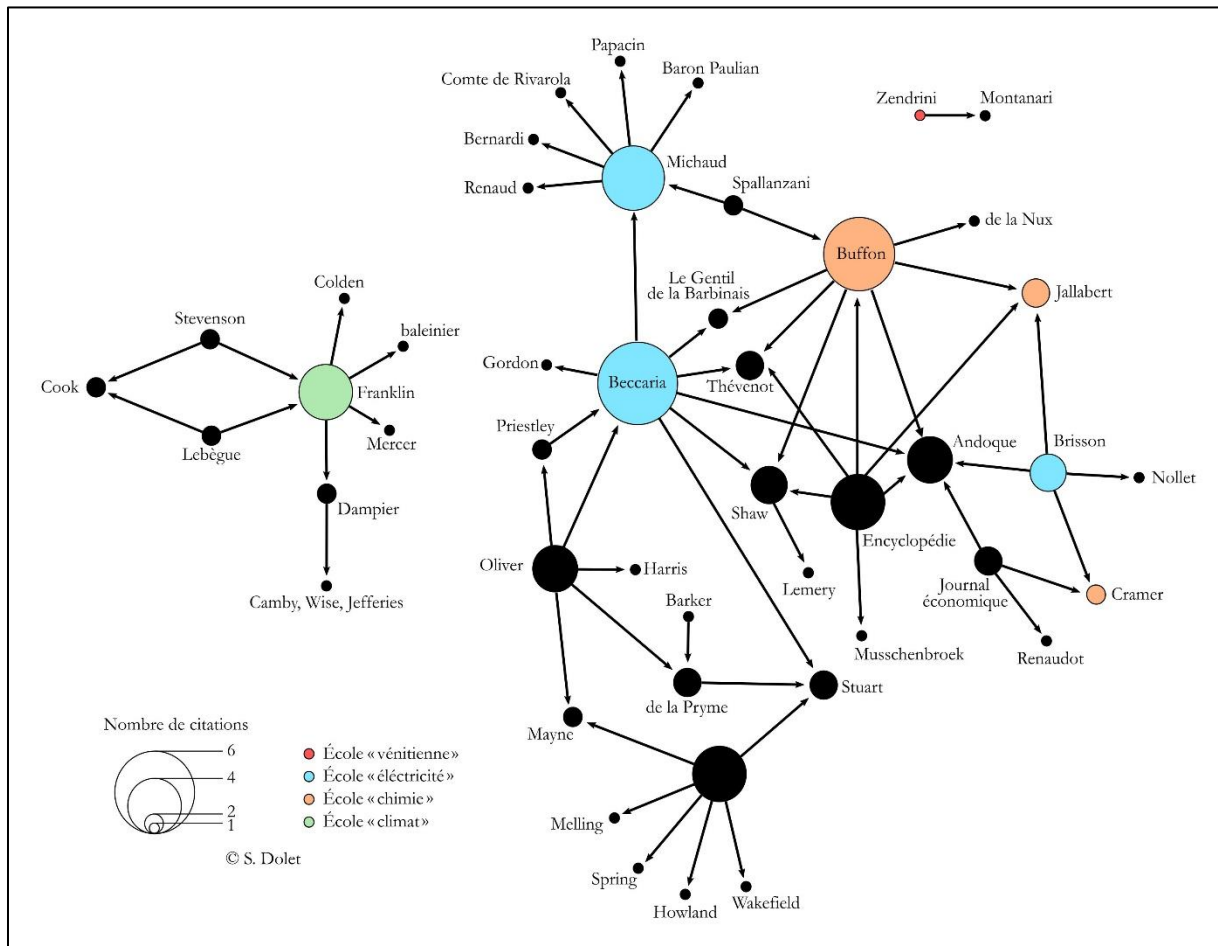 Papacin
Comte de Rivarola
Baron Paulian
Zendrini
Montanari
Bernardi
Michaud
Renaud
Spallanzani
de la Nux
Buffon
Colden
Le Gentil
de la Barbinais
Jallabert
Stevenson
baleinier
Gordon
Beccaria
Thévenot
Cook
Franklin
Priestley
Andoque
Brisson
Lebègue
Mercer
Nollet
Dampier
Shaw
Encyclopédie
Oliver
Harris
Lemery
Journal
économique
Cramer
Camby, Wise, Jefferies
Barker
Musschenbroek
Renaudot
de la Pryme
Stuart
Mayne
Nombre de citations
6
4
2
1
École « vénitienne »
École « éléctricité »
École « chimie »
École « climat »
© S. Dolet
Melling
Spring
Howland
Wakefield